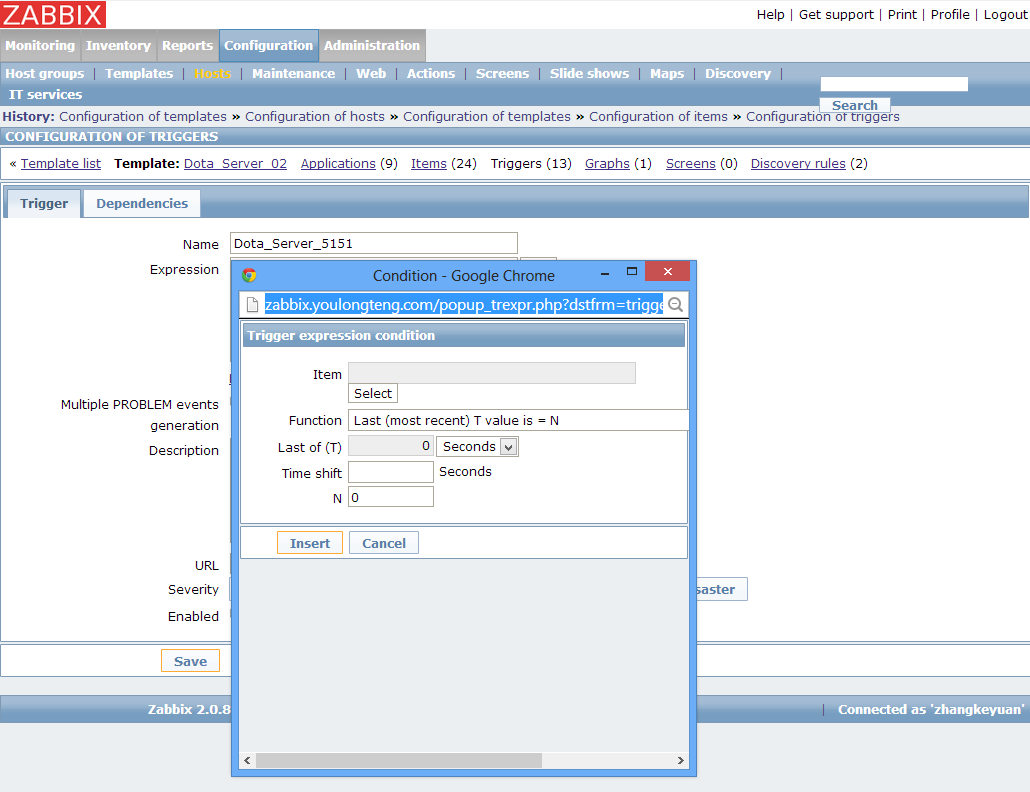 ZABBIX
Help | Get support | Print | Profile | Logout
Monitoring Inventory Reports Configuration Administration
Host groups | Templates | Hosts | Maintenance | Web | Actions | Screens | Slide shows | Maps | Discovery |
IT services
Search
History: Configuration of templates » Configuration of hosts » Configuration of templates » Configuration of items » Configuration of triggers
CONFIGURATION OF TRIGGERS
« Template list Template: Dota_Server_02 Applications (9) Items (24) Triggers (13) Graphs (1) Screens (0) Discovery rules (2)
Trigger Dependencies
Name Dota_Server_5151
Expression
Condition - Google Chrome
zabbix.youlongteng.com/popup_trexpr.php?dstfrm=trigge
Trigger expression condition
Item
Select
Function Last (most recent) T value is = N
Last of (T) 0 Seconds
Time shift Seconds
N 0
Insert Cancel
Multiple PROBLEM events
generation
Description
URL
Severity saster
Enabled
Save
Zabbix 2.0.8 | Connected as 'zhangkeyuan'